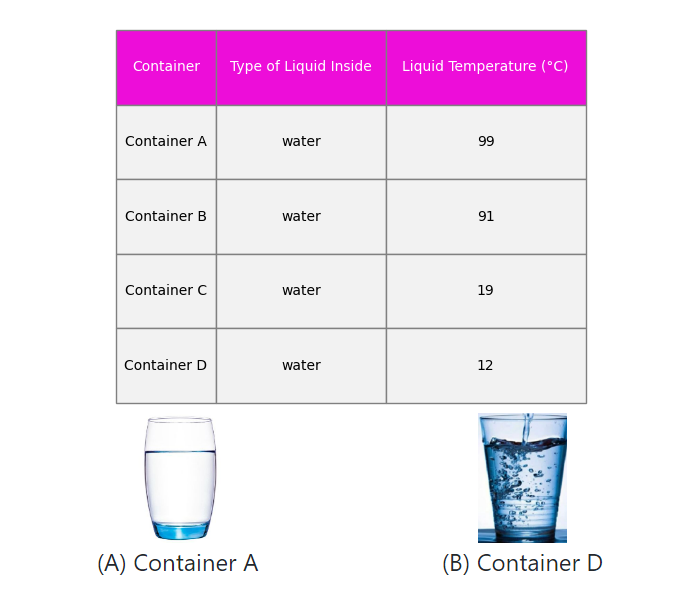 Container Type of Liquid Inside Liquid Temperature (°C)
Container A water 99
Container B water 91
Container C water 19
Container D water 12
(A) Container A (B) Container D